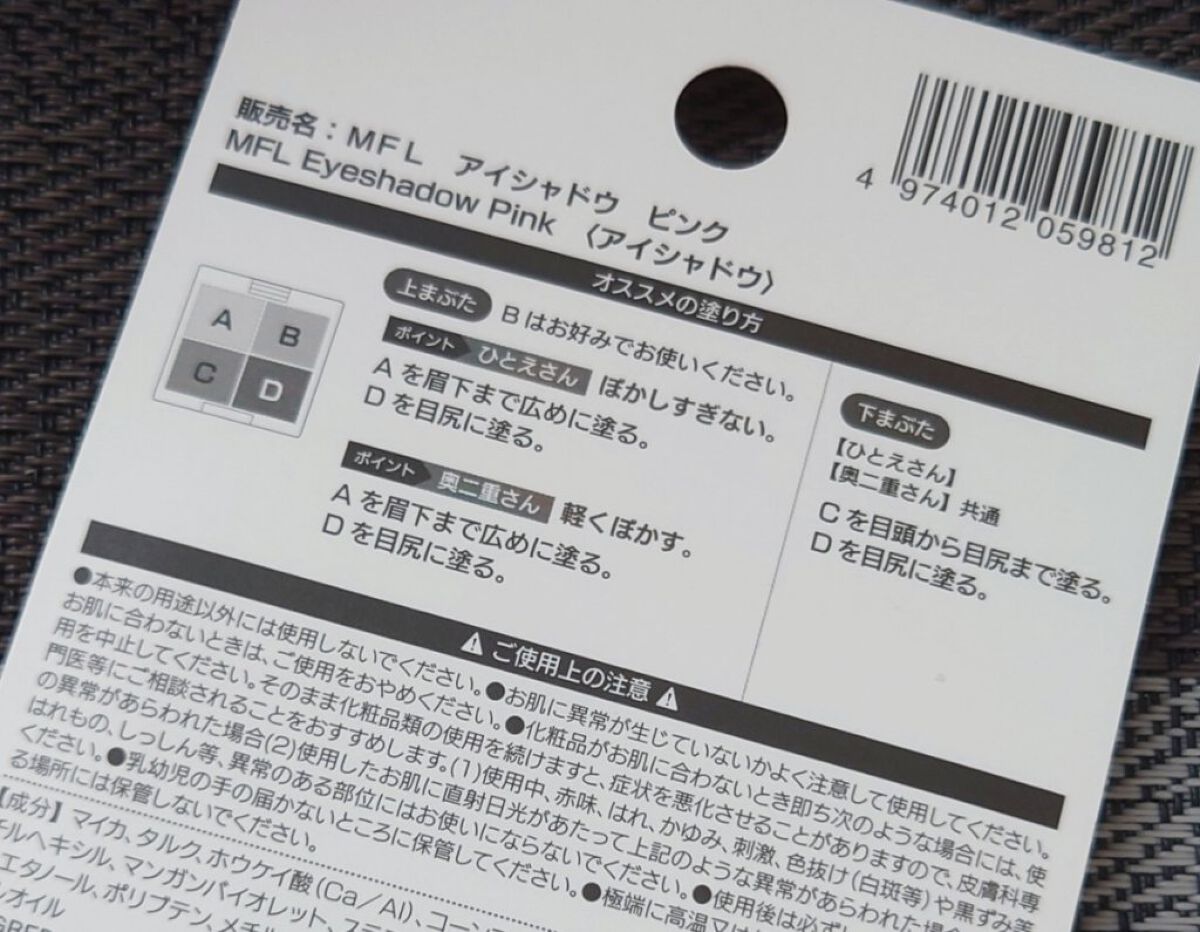 4 974012 059812
販売名：ＭＦＬ　アイシャドウ　ピンク
MFL Eyeshadow Pink 〈アイシャドウ〉
オススメの塗り方
A B
C D
上まぶた Bはお好みでお使いください。
ポイント ひとえさん ぼかしすぎない。
Aを眉下まで広めに塗る。
Dを目尻に塗る。
ポイント 奥二重さん 軽くぼかす。
Aを眉下まで広めに塗る。
Dを目尻に塗る。
下まぶた
【ひとえさん】
【奥二重さん】共通
Cを目頭から目尻まで塗る。
Dを目尻に塗る。
⚠ご使用上の注意⚠
●本来の用途以外には使用しないでください。●お肌に異常が生じていないかよく注意して使用してください。
お肌に合わないときは、ご使用をおやめください。●化粧品がお肌に合わないとき即ち次のような場合には、使
用を中止してください。そのまま化粧品類の使用を続けますと、症状を悪化させることがありますので、皮膚科専
門医等にご相談されることをおすすめします。(1)使用中、赤味、はれ、かゆみ、刺激、色抜け(白斑等)や黒ずみ等
の異常があらわれた場合(2)使用したお肌に直射日光があたって上記のような異常があらわれた場合
はれもの、しっしん等、異常のある部位にはお使いにならないでください。●使用後は必ず
ください。●乳幼児の手の届かないところに保管してください。●極端に高温又は
る場所には保管しないでください。
【成分】マイカ、タルク、ホウケイ酸(Ca／Al)、コーン
チルヘキシル、マンガンバイオレット、ステ
エタノール、ポリブテン、メチル
オイル